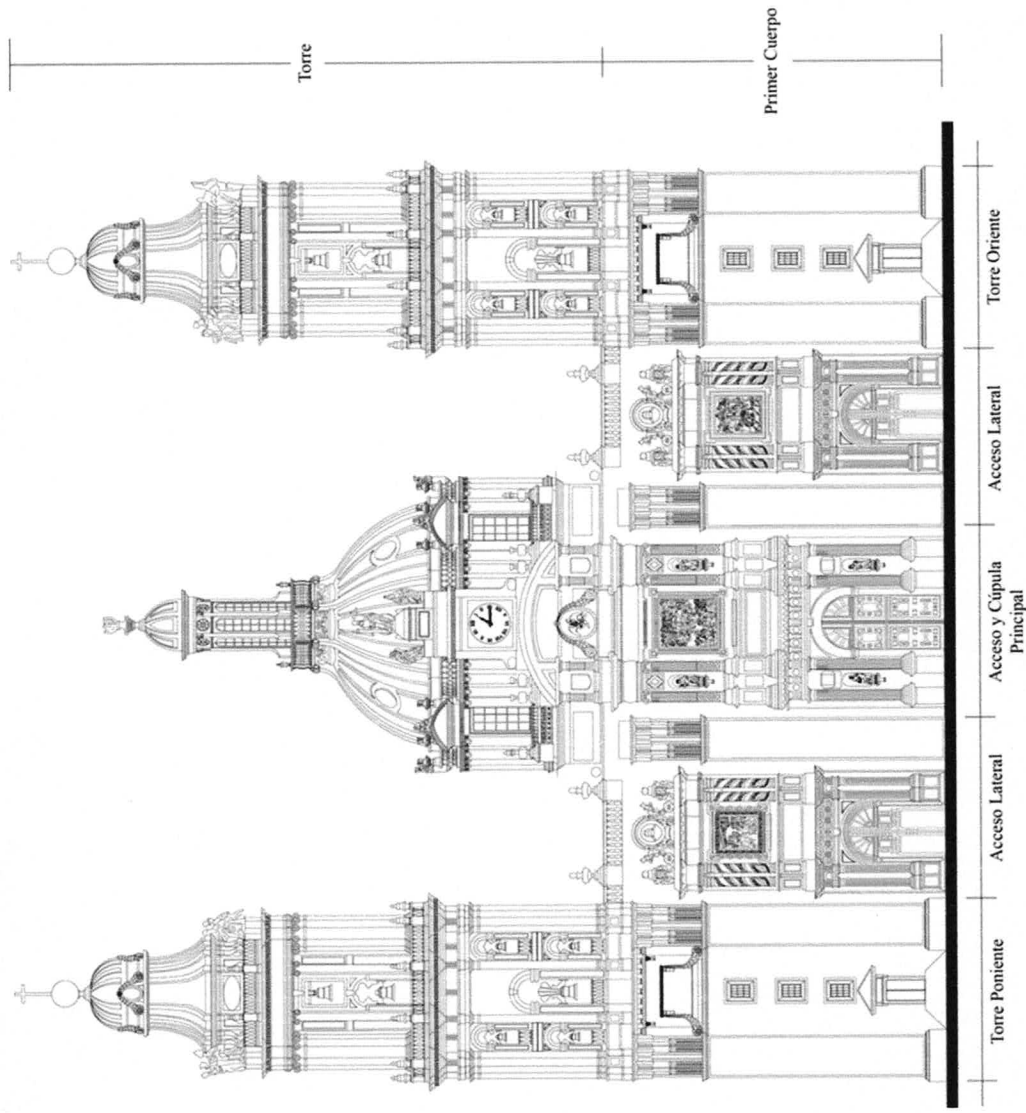 Torre
Primer Cuerpo
Torre Poniente
Acceso Lateral
Acceso y Cúpula
Principal
Acceso Lateral
Torre Oriente